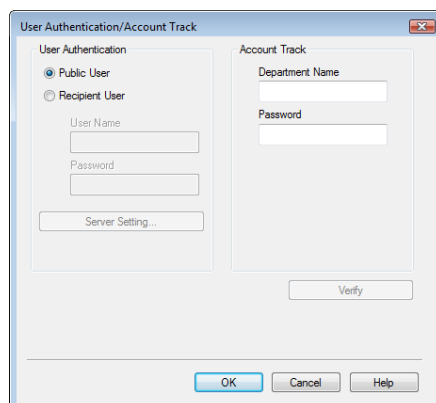 User Authentication/Account Track
User Authentication
Public User
Recipient User
User Name
Password
Server Setting...
Account Track
Department Name
Password
Verify
OK
Cancel
Help